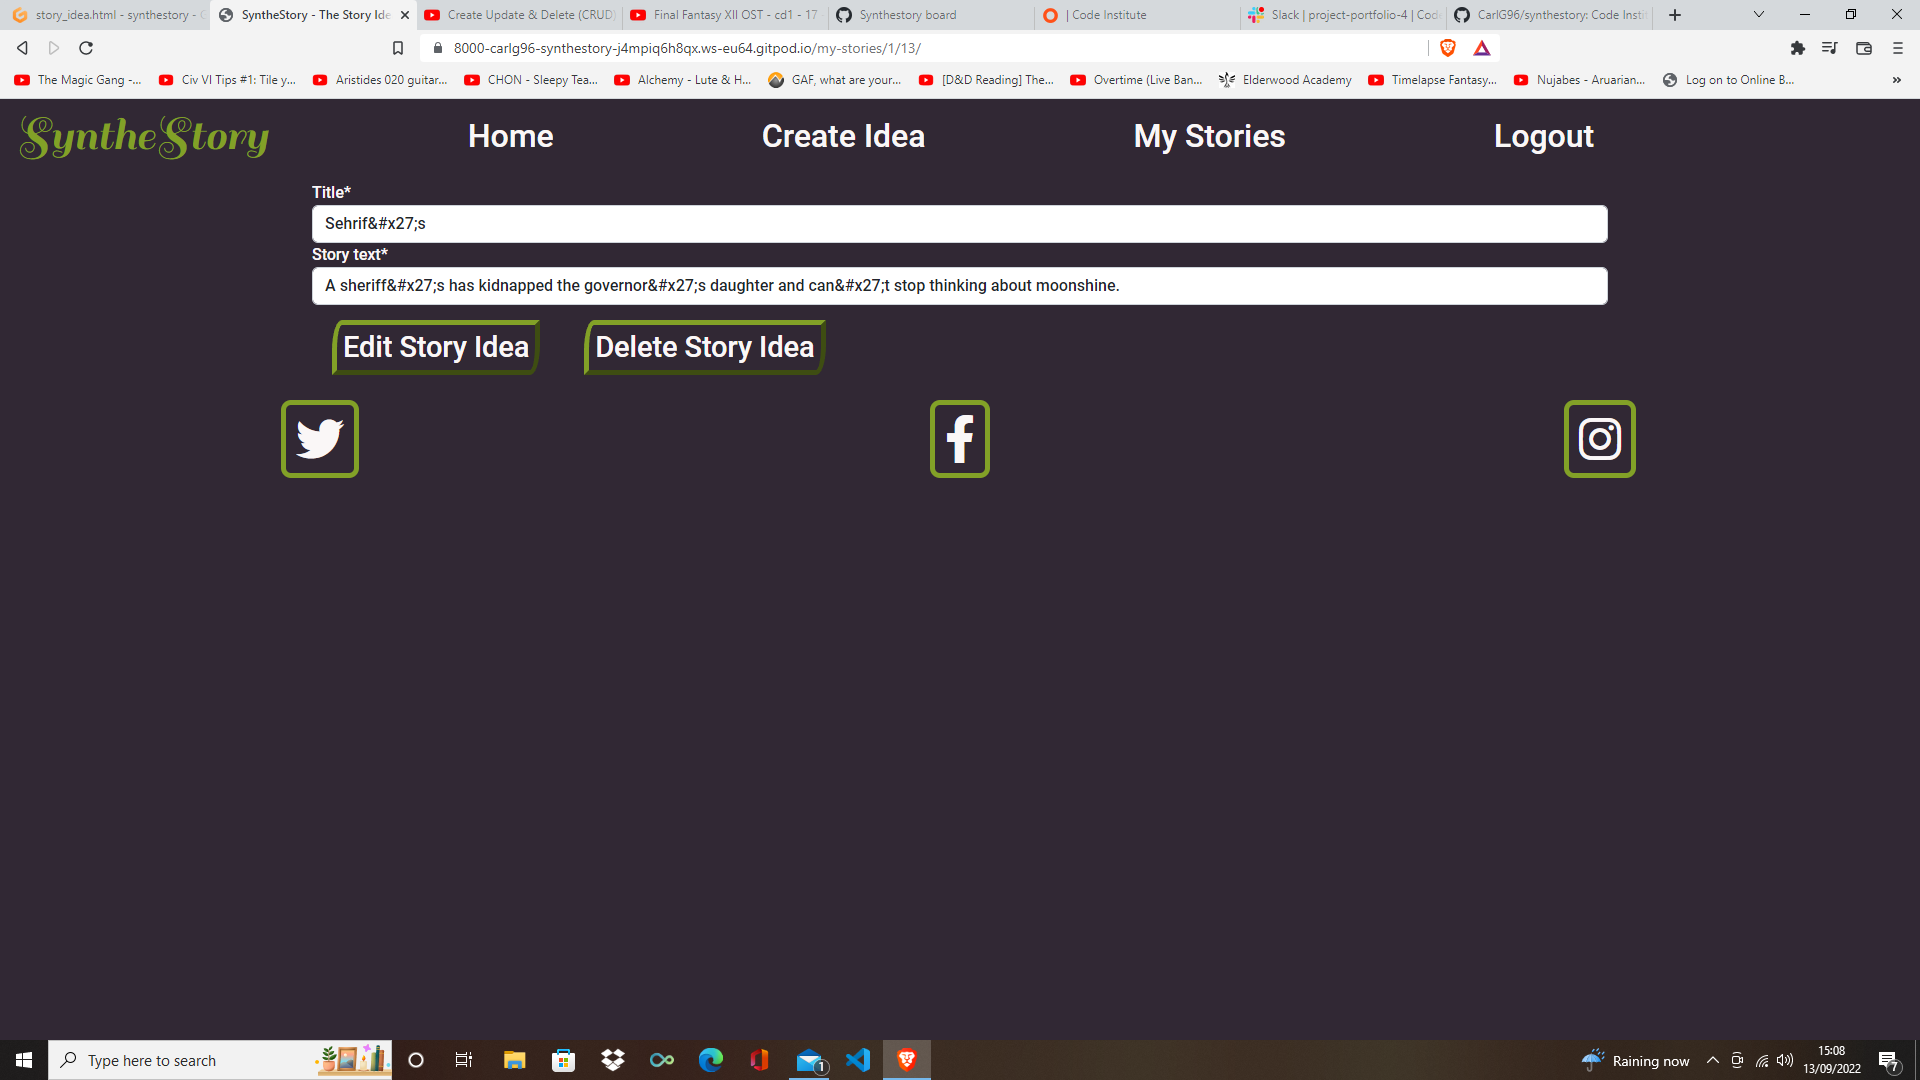 story_idea.html - synthestory - G
SyntheStory - The Story Ide
Create Update & Delete (CRUD)
Final Fantasy XII OST - cd1 - 17
Synthestory board
| Code Institute
Slack | project-portfolio-4 | Cod
CarlG96/synthestory: Code Insti
8000-carlg96-synthestory-j4mpiq6h8qx.ws-eu64.gitpod.io/my-stories/1/13/
The Magic Gang -...
Civ VI Tips #1: Tile y...
Aristides 020 guitar...
CHON - Sleepy Tea...
Alchemy - Lute & H...
GAF, what are your...
[D&D Reading] The...
Overtime (Live Ban...
Elderwood Academy
Timelapse Fantasy...
Nujabes - Aruarian...
Log on to Online B...
SyntheStory
Home
Create Idea
My Stories
Logout
Title*
Sehrif&#x27;s
Story text*
A sheriff&#x27;s has kidnapped the governor&#x27;s daughter and can&#x27;t stop thinking about moonshine.
Edit Story Idea
Delete Story Idea
Type here to search
1
Raining now
15:08
13/09/2022
7